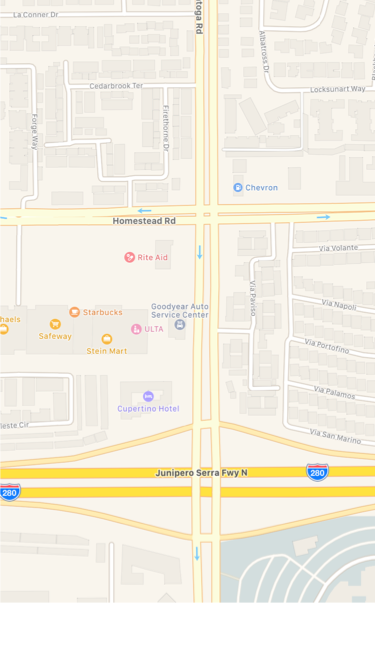 La Conner Dr
toga Rd
Albatross Dr
Cedarbrook Ter
Locksunart Way
Forge Way
Firethorne Dr
Chevron
Homestead Rd
Via Volante
Rite Aid
Via Paviso
Via Napoli
Goodyear Auto
Service Center
Starbucks
haels
Safeway
ULTA
Stein Mart
Via Portofino
Via Palamos
Cupertino Hotel
leste Cir
Via San Marino
Junipero Serra Fwy N
280
280